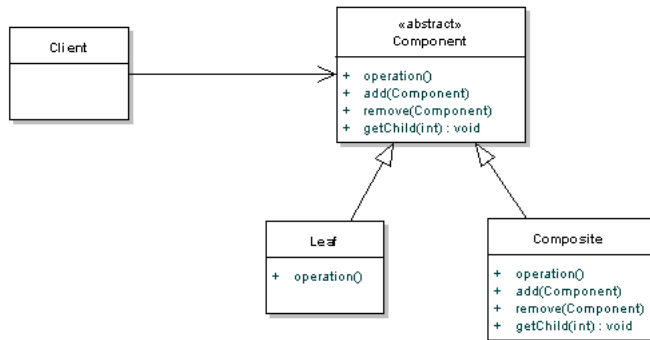 Client
«abstract»
Component
+ operation()
+ add(Component)
+ remove(Component)
+ getChild(int) : void
Leaf
+ operation()
Composite
+ operation()
+ add(Component)
+ remove(Component)
+ getChild(int) : void